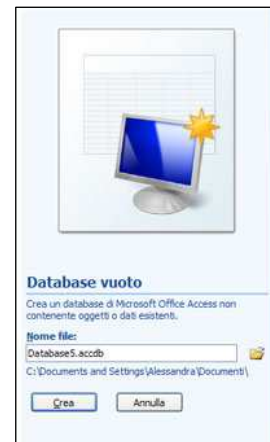 Database vuoto
Crea un database di Microsoft Office Access non
contenente oggetti o dati esistenti.
Nome file:
Database5.accdb
C:\Documents and Settings\Alessandra\Documenti\
Crea Annulla